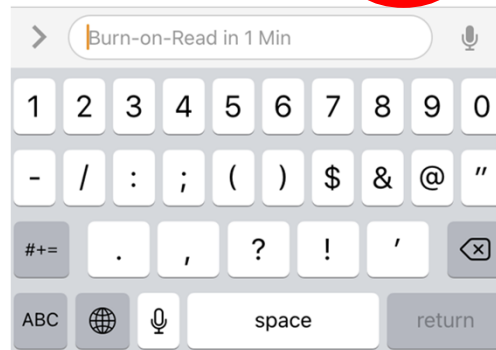 Burn-on-Read in 1 Min
1 2 3 4 5 6 7 8 9 0
- / : ; ( ) $ & @ "
#+= . , ? ! '
ABC space return